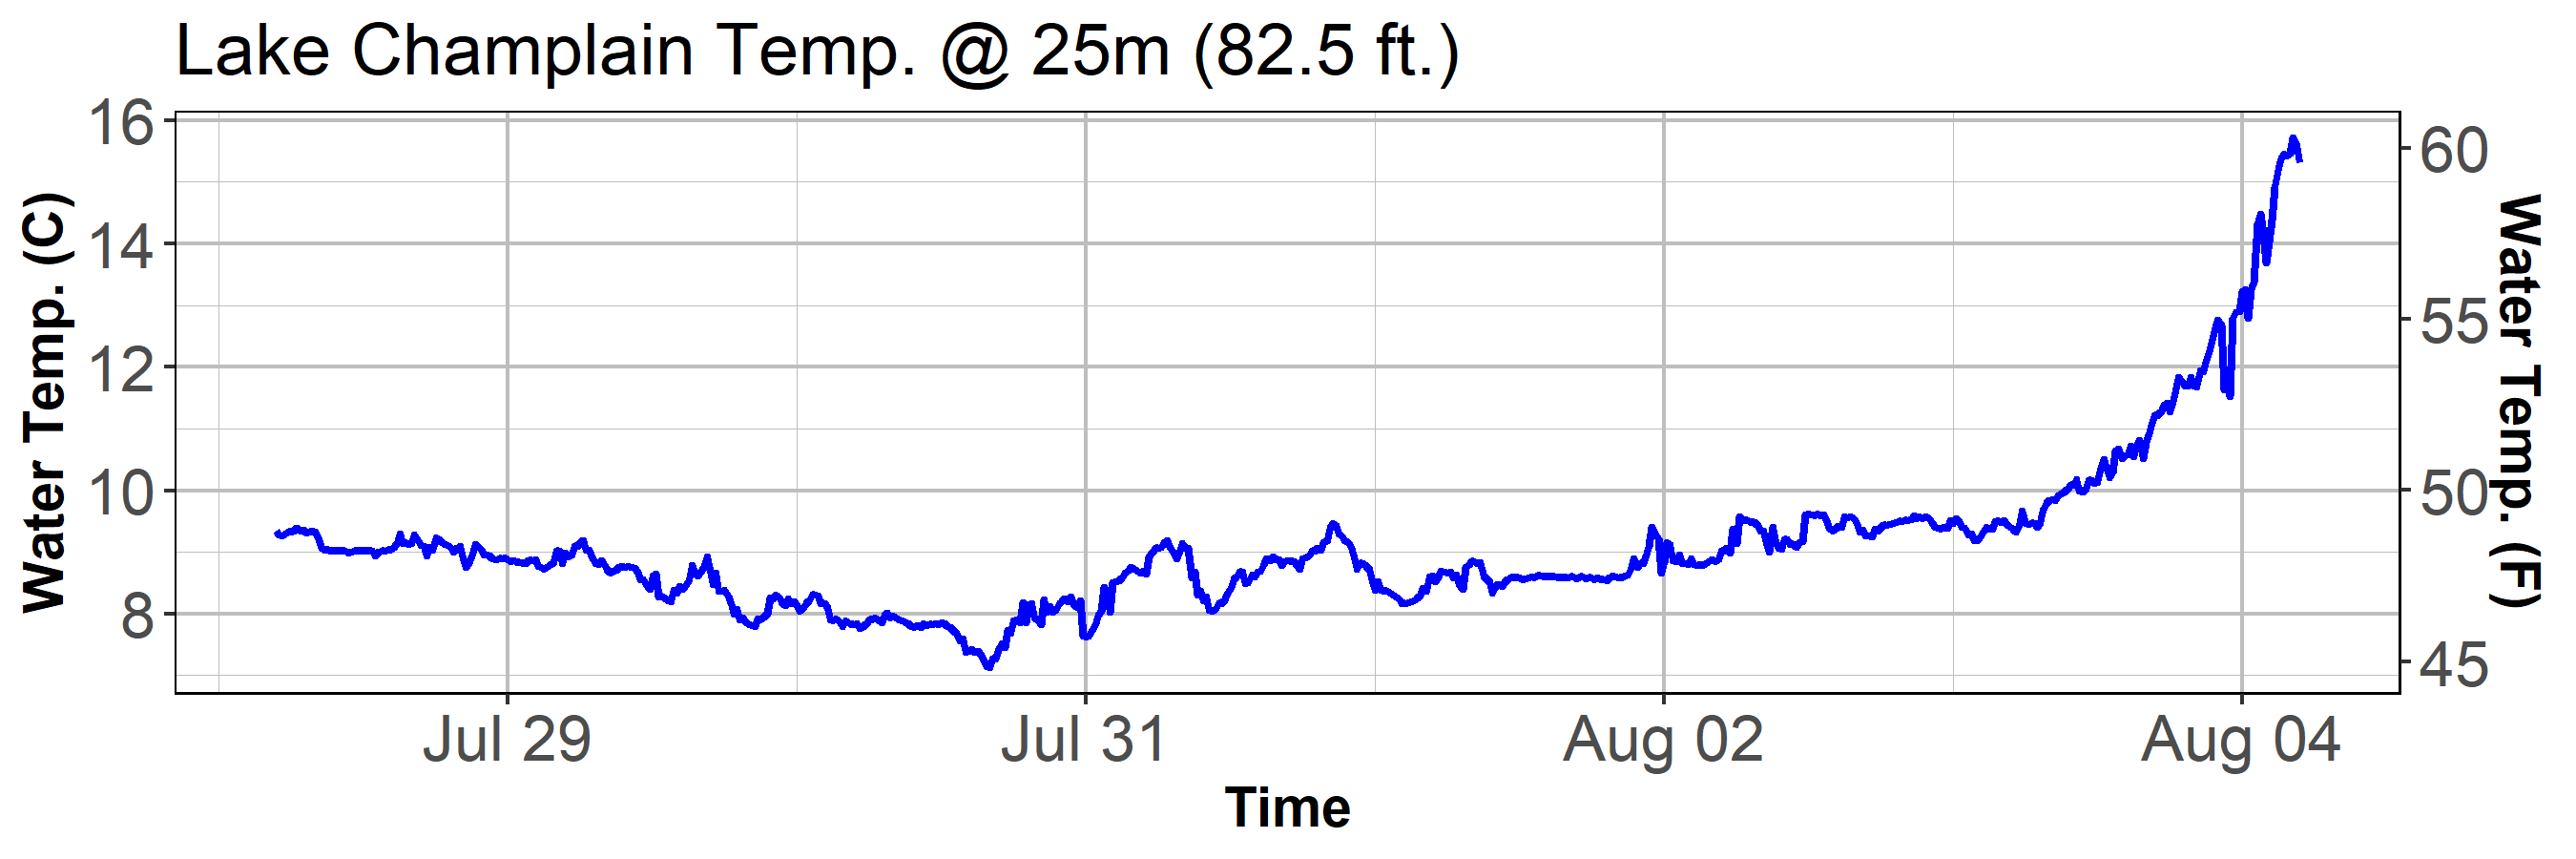 Lake Champlain Temp. @ 25m (82.5 ft.)
Water Temp. (C)
16
14
12
10
8
60
55
50
45
Water Temp. (F)
Jul 29
Jul 31
Aug 02
Aug 04
Time